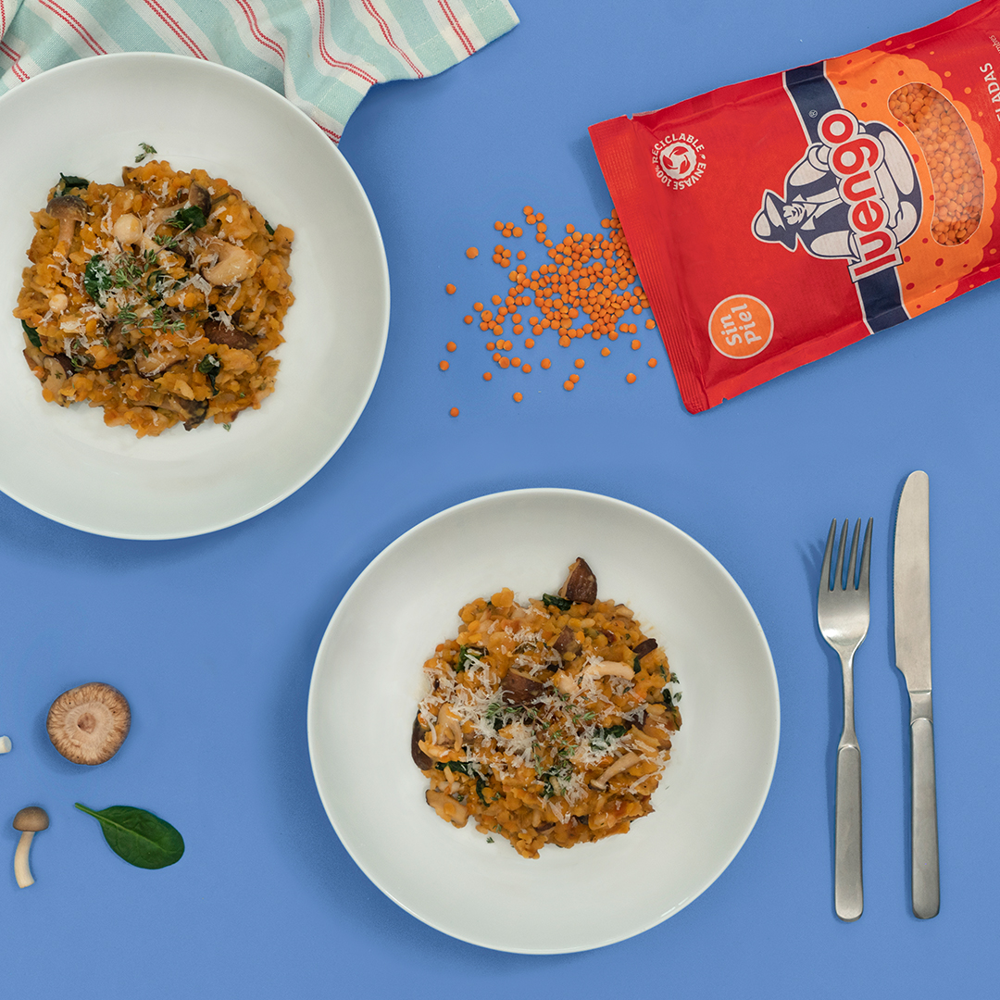 100% RECICLABLE
ENVASE
luengo
®
Sin
piel
LADAS